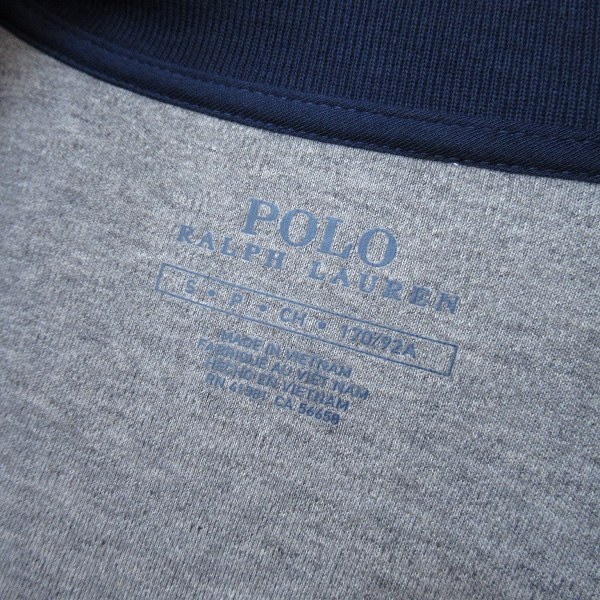 POLO
RALPH LAUREN
S • P • CH • 170/92A
MADE IN VIETNAM
FABRIQUE AU VIET NAM
HECHO EN VIETNAM
RN 41381 CA 56658